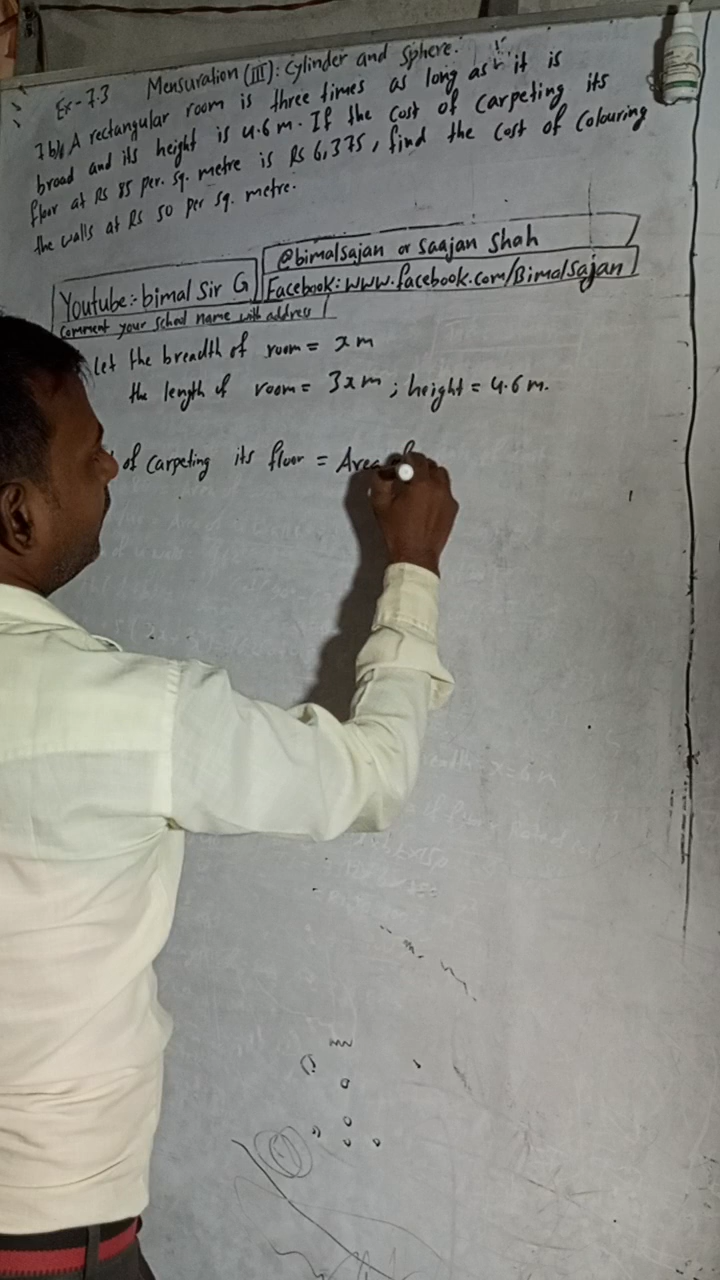 Ex-7.3 Mensuration (III): Cylinder and Sphere.
7 b) A rectangular room is three times as long as it is
broad and its height is 4.6 m. If the cost of carpeting its
floor at Rs 85 per. sq. metre is Rs 6,375, find the cost of colouring
the walls at Rs 50 per sq. metre.
@bimalsajan or Saajan Shah
Youtube:- bimal Sir G
Facebook: www.facebook.com/Bimalsajan
Comment your school name with address
Let the breadth of room = x m
the length of room = 3x m ; height = 4.6 m.
of carpeting its floor = Area of